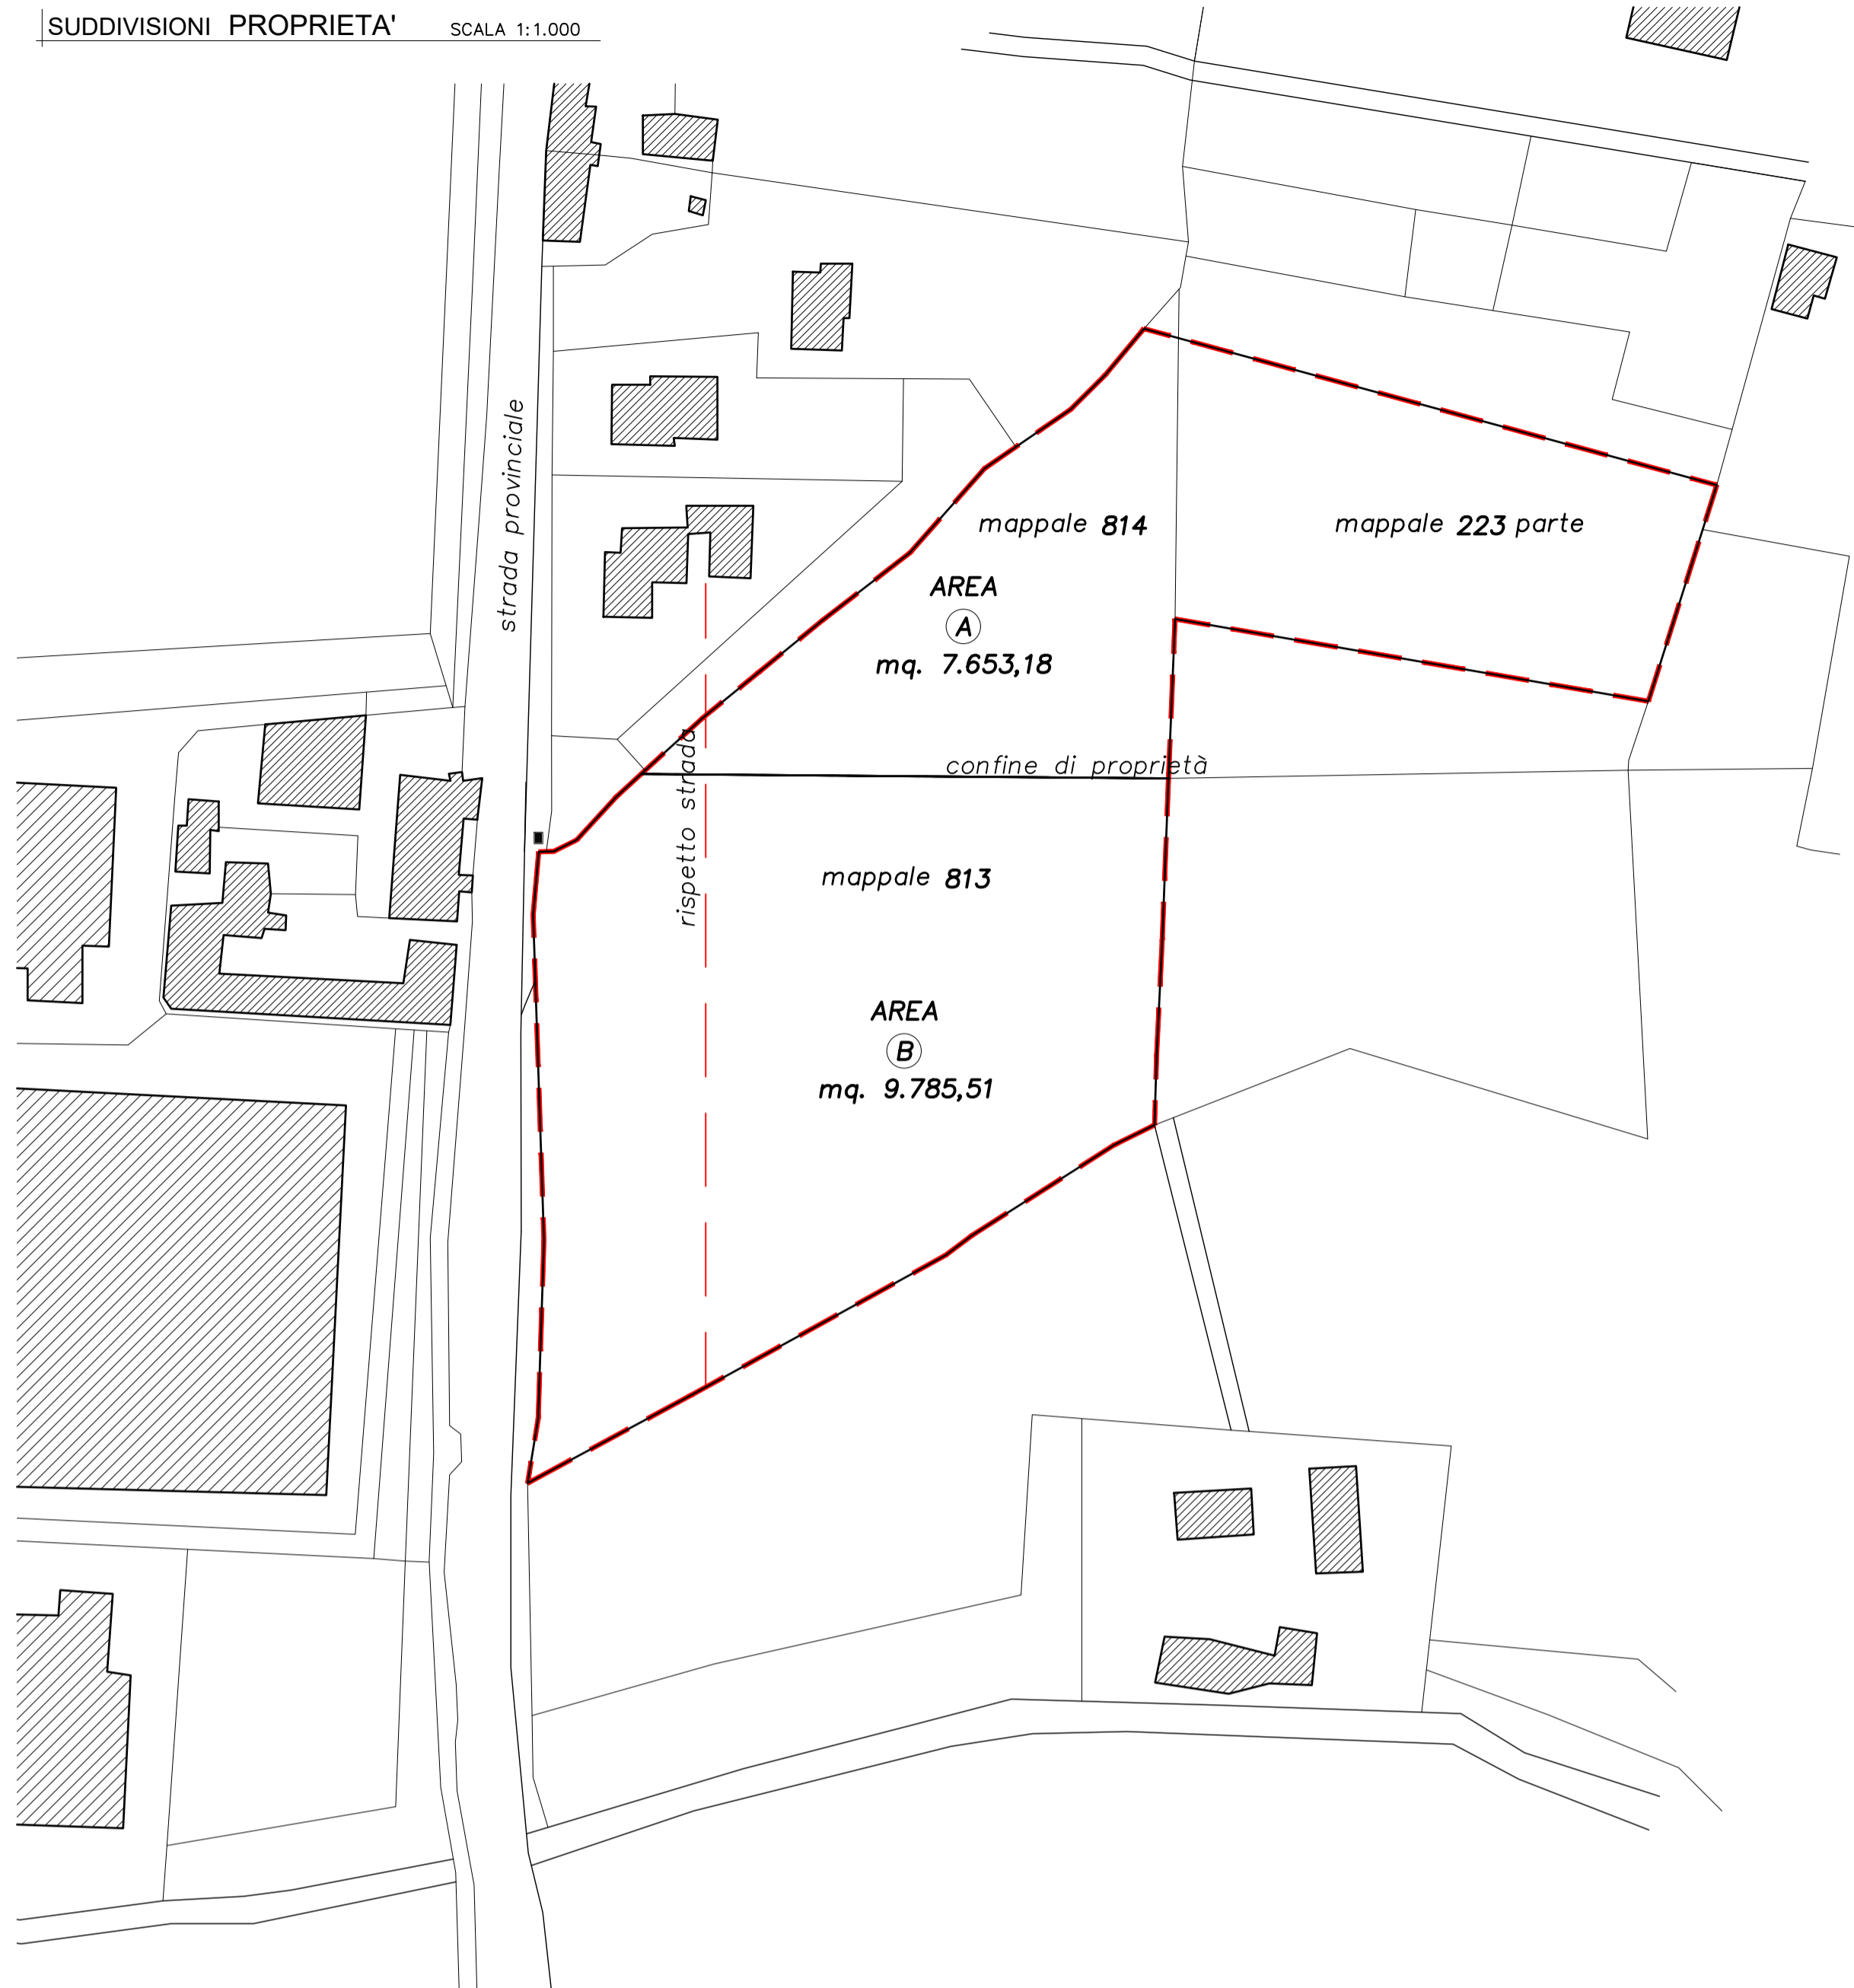 SUDDIVISIONI PROPRIETA' SCALA 1:1.000
strada provinciale
mappale 814
mappale 223 parte
AREA
A
mq. 7.653,18
rispetto strada
confine di proprietà
mappale 813
AREA
B
mq. 9.785,51